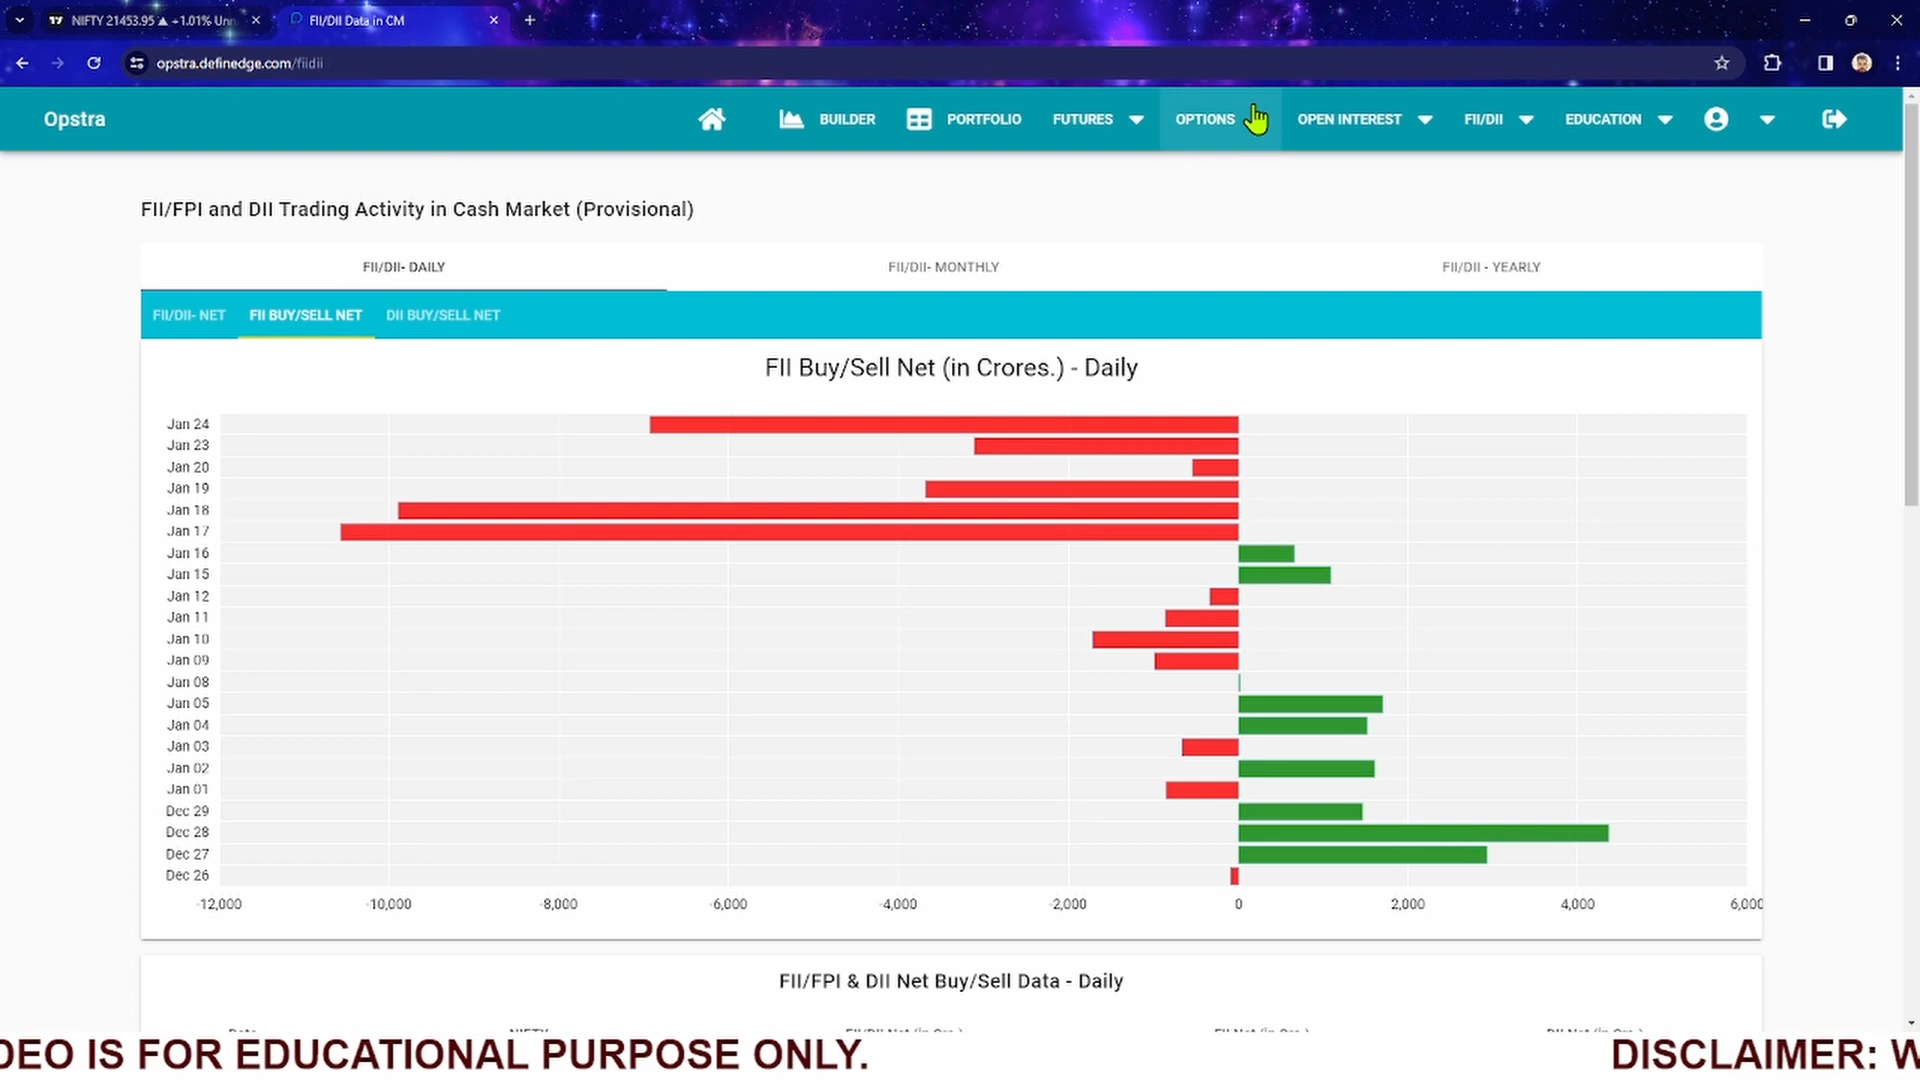 NIFTY 21453.95 ▲ +1.01% Unn
FII/DII Data in CM
opstra.definedge.com/fiidii
Opstra
BUILDER
PORTFOLIO
FUTURES
OPTIONS
OPEN INTEREST
FII/DII
EDUCATION
FII/FPI and DII Trading Activity in Cash Market (Provisional)
FII/DII- DAILY
FII/DII- MONTHLY
FII/DII - YEARLY
FII/DII- NET
FII BUY/SELL NET
DII BUY/SELL NET
FII Buy/Sell Net (in Crores.) - Daily
Jan 24
Jan 23
Jan 20
Jan 19
Jan 18
Jan 17
Jan 16
Jan 15
Jan 12
Jan 11
Jan 10
Jan 09
Jan 08
Jan 05
Jan 04
Jan 03
Jan 02
Jan 01
Dec 29
Dec 28
Dec 27
Dec 26
-12,000
-10,000
-8,000
-6,000
-4,000
-2,000
0
2,000
4,000
6,000
FII/FPI & DII Net Buy/Sell Data - Daily
DEO IS FOR EDUCATIONAL PURPOSE ONLY.
DISCLAIMER: W